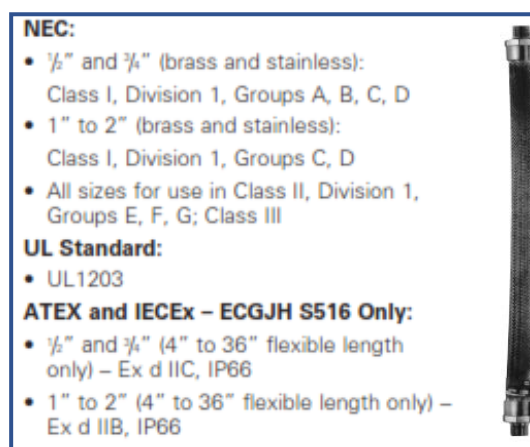 NEC:
• ½" and ¾" (brass and stainless):
Class I, Division 1, Groups A, B, C, D
• 1" to 2" (brass and stainless):
Class I, Division 1, Groups C, D
• All sizes for use in Class II, Division 1,
Groups E, F, G; Class III
UL Standard:
• UL1203
ATEX and IECEx – ECGJH S516 Only:
• ½" and ¾" (4" to 36" flexible length
only) – Ex d IIC, IP66
• 1" to 2" (4" to 36" flexible length only) –
Ex d IIB, IP66